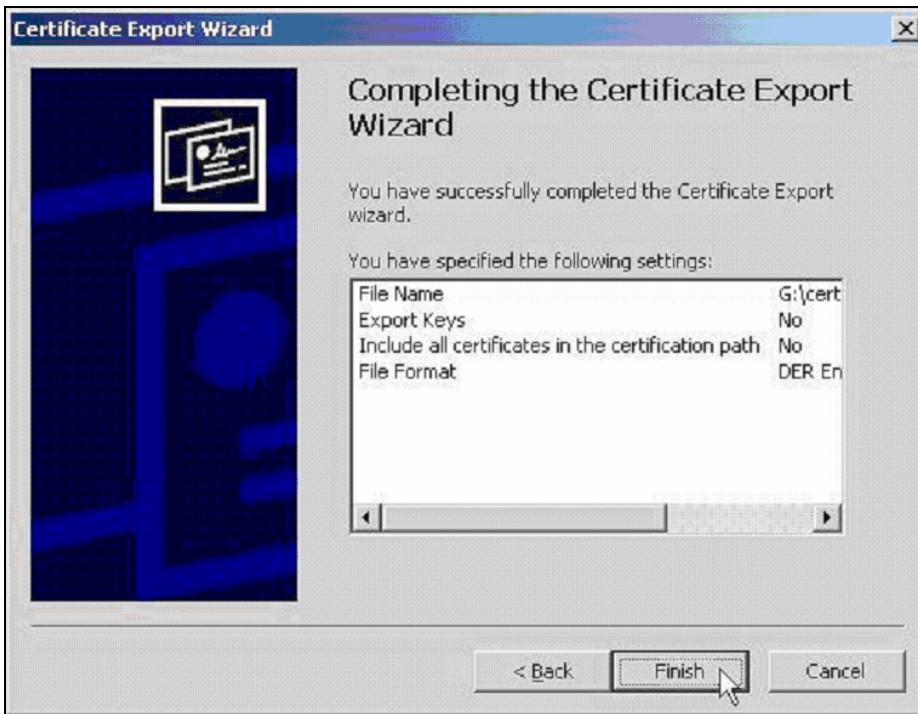 Certificate Export Wizard
Completing the Certificate Export
Wizard
You have successfully completed the Certificate Export
wizard.
You have specified the following settings:
File Name G:\cert
Export Keys No
Include all certificates in the certification path No
File Format DER En
< Back Finish Cancel